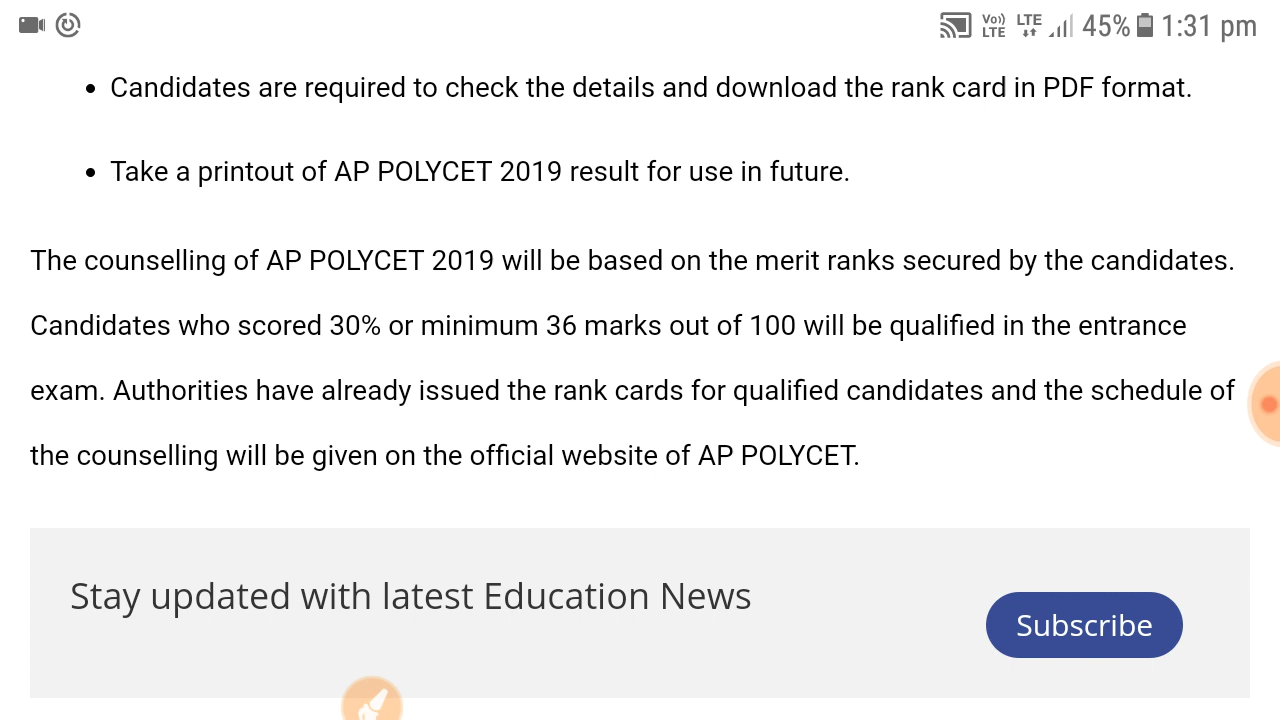 Vo)) LTE LTE 45% 1:31 pm
• Candidates are required to check the details and download the rank card in PDF format.
• Take a printout of AP POLYCET 2019 result for use in future.
The counselling of AP POLYCET 2019 will be based on the merit ranks secured by the candidates.
Candidates who scored 30% or minimum 36 marks out of 100 will be qualified in the entrance
exam. Authorities have already issued the rank cards for qualified candidates and the schedule of
the counselling will be given on the official website of AP POLYCET.
Stay updated with latest Education News
Subscribe